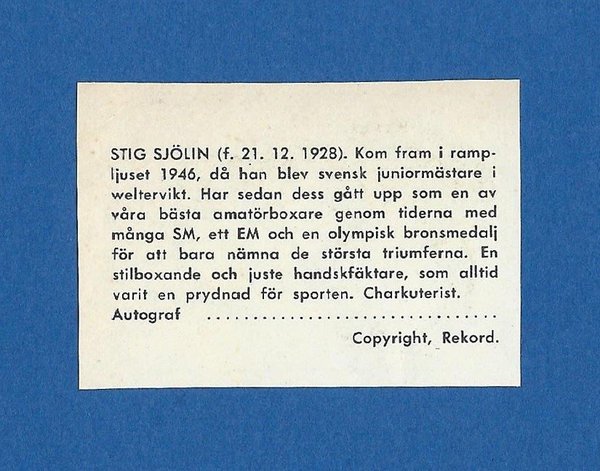 STIG SJÖLIN (f. 21. 12. 1928). Kom fram i ramp-
ljuset 1946, då han blev svensk juniormästare i
weltervikt. Har sedan dess gått upp som en av
våra bästa amatörboxare genom tiderna med
många SM, ett EM och en olympisk bronsmedalj
för att bara nämna de största triumferna. En
stilboxande och juste handskfäktare, som alltid
varit en prydnad för sporten. Charkuterist.
Autograf ................................
Copyright, Rekord.